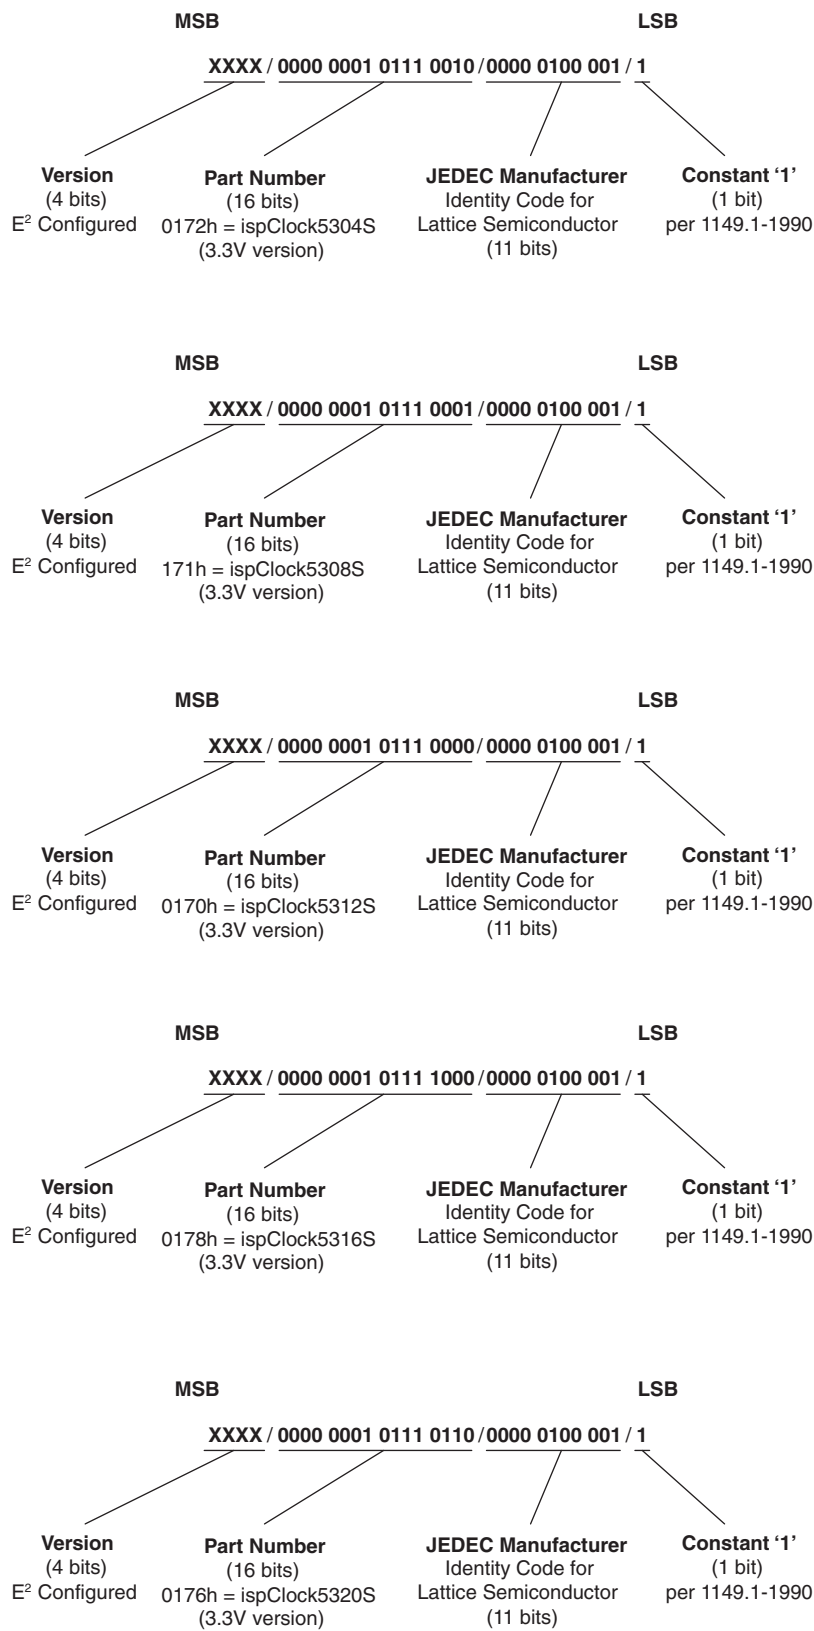 MSB LSB
XXXX / 0000 0001 0111 0010 / 0000 0100 001 / 1
Version Part Number JEDEC Manufacturer Constant ‘1’
(4 bits) (16 bits) Identity Code for (1 bit)
E² Configured 0172h = ispClock5304S Lattice Semiconductor per 1149.1-1990
(3.3V version) (11 bits)
MSB LSB
XXXX / 0000 0001 0111 0001 / 0000 0100 001 / 1
Version Part Number JEDEC Manufacturer Constant ‘1’
(4 bits) (16 bits) Identity Code for (1 bit)
E² Configured 171h = ispClock5308S Lattice Semiconductor per 1149.1-1990
(3.3V version) (11 bits)
MSB LSB
XXXX / 0000 0001 0111 0000 / 0000 0100 001 / 1
Version Part Number JEDEC Manufacturer Constant ‘1’
(4 bits) (16 bits) Identity Code for (1 bit)
E² Configured 0170h = ispClock5312S Lattice Semiconductor per 1149.1-1990
(3.3V version) (11 bits)
MSB LSB
XXXX / 0000 0001 0111 1000 / 0000 0100 001 / 1
Version Part Number JEDEC Manufacturer Constant ‘1’
(4 bits) (16 bits) Identity Code for (1 bit)
E² Configured 0178h = ispClock5316S Lattice Semiconductor per 1149.1-1990
(3.3V version) (11 bits)
MSB LSB
XXXX / 0000 0001 0111 0110 / 0000 0100 001 / 1
Version Part Number JEDEC Manufacturer Constant ‘1’
(4 bits) (16 bits) Identity Code for (1 bit)
E² Configured 0176h = ispClock5320S Lattice Semiconductor per 1149.1-1990
(3.3V version) (11 bits)